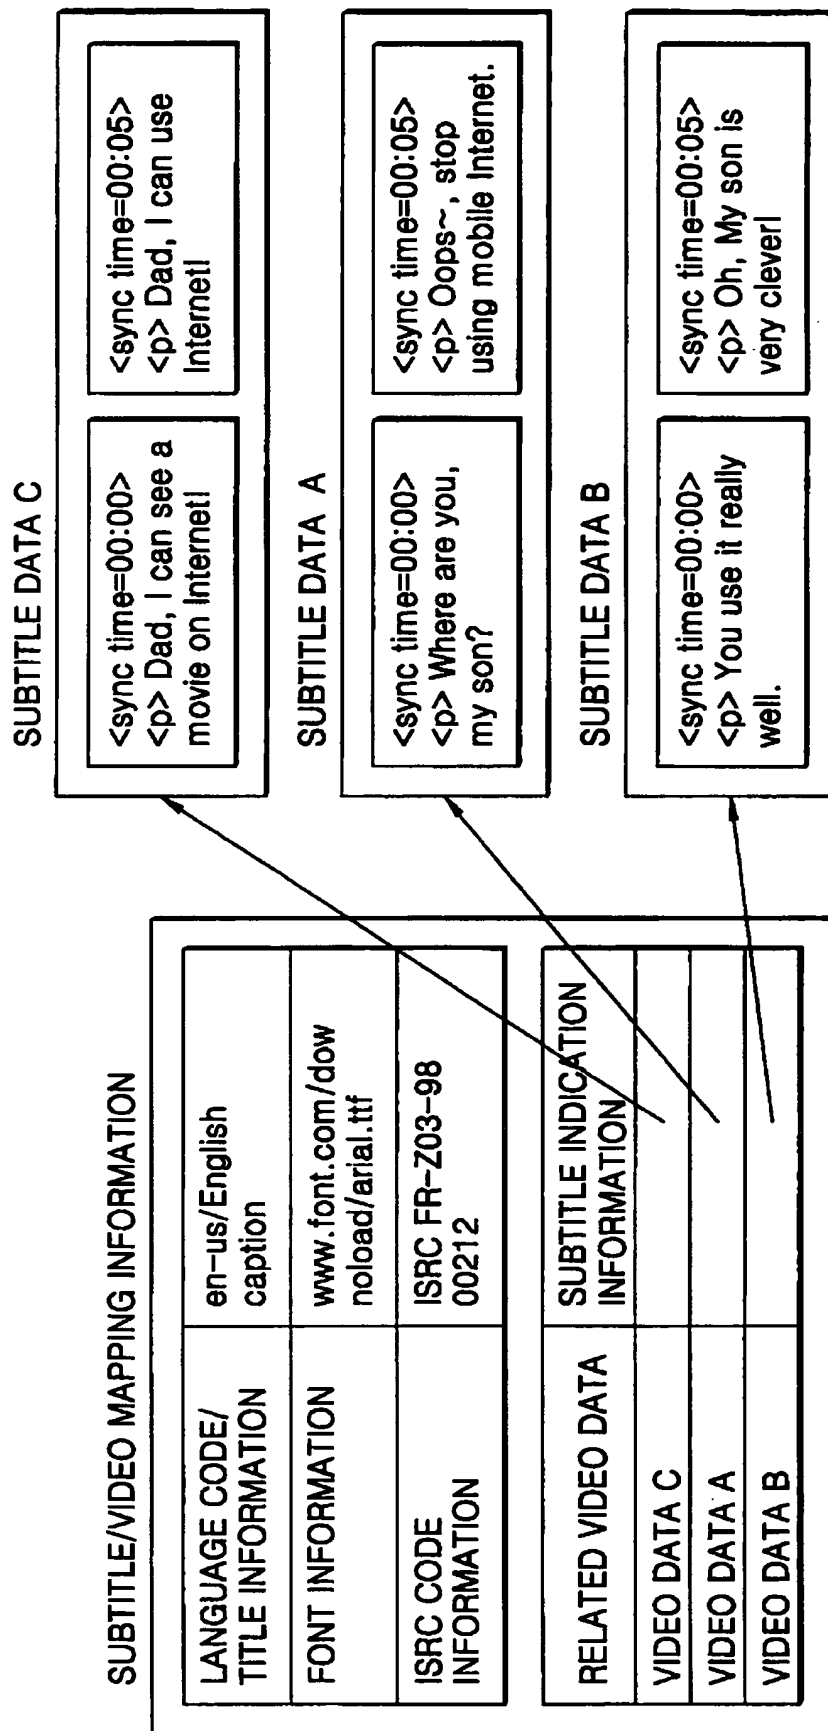 SUBTITLE/VIDEO MAPPING INFORMATION
LANGUAGE CODE/
TITLE INFORMATION
en-us/English
caption
FONT INFORMATION
www.font.com/dow
noload/arial.ttf
ISRC CODE
INFORMATION
ISRC FR-Z03-98
00212
RELATED VIDEO DATA
SUBTITLE INDICATION
INFORMATION
VIDEO DATA C
VIDEO DATA A
VIDEO DATA B
SUBTITLE DATA C
<sync time=00:00>
<p> Dad, I can see a
movie on Internet!
<sync time=00:05>
<p> Dad, I can use
Internet!
SUBTITLE DATA A
<sync time=00:00>
<p> Where are you,
my son?
<sync time=00:05>
<p> Oops~, stop
using mobile Internet.
SUBTITLE DATA B
<sync time=00:00>
<p> You use it really
well.
<sync time=00:05>
<p> Oh, My son is
very clever!